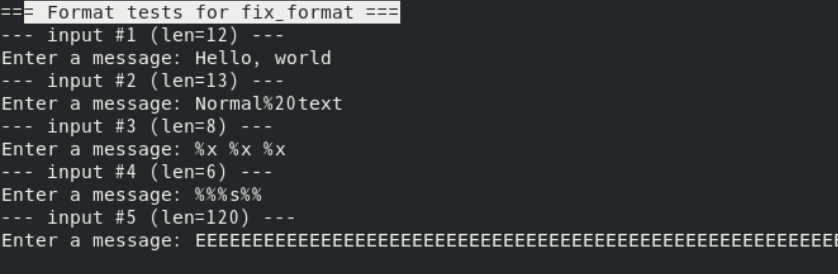 === Format tests for fix_format ===
--- input #1 (len=12) ---
Enter a message: Hello, world
--- input #2 (len=13) ---
Enter a message: Normal%20text
--- input #3 (len=8) ---
Enter a message: %x %x %x
--- input #4 (len=6) ---
Enter a message: %%%s%%
--- input #5 (len=120) ---
Enter a message: EEEEEEEEEEEEEEEEEEEEEEEEEEEEEEEEEEEEEEEEEEEEEEEEEEEEEEEEE